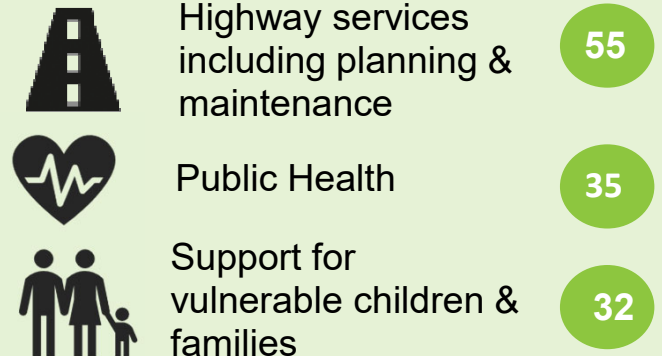 Highway services
including planning &
maintenance
55
Public Health
35
Support for
vulnerable children &
families
32